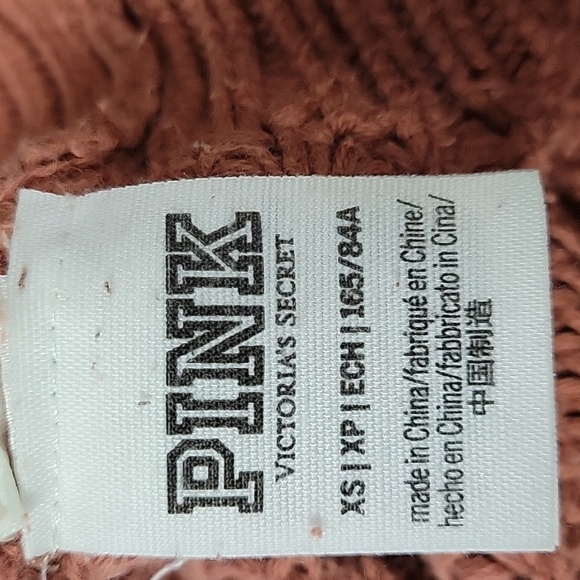 PINK
VICTORIA'S SECRET
XS | XP | ECH | 165/84A
made in China/fabriqué en Chine/
hecho en China/fabbricato in Cina/
中国制造